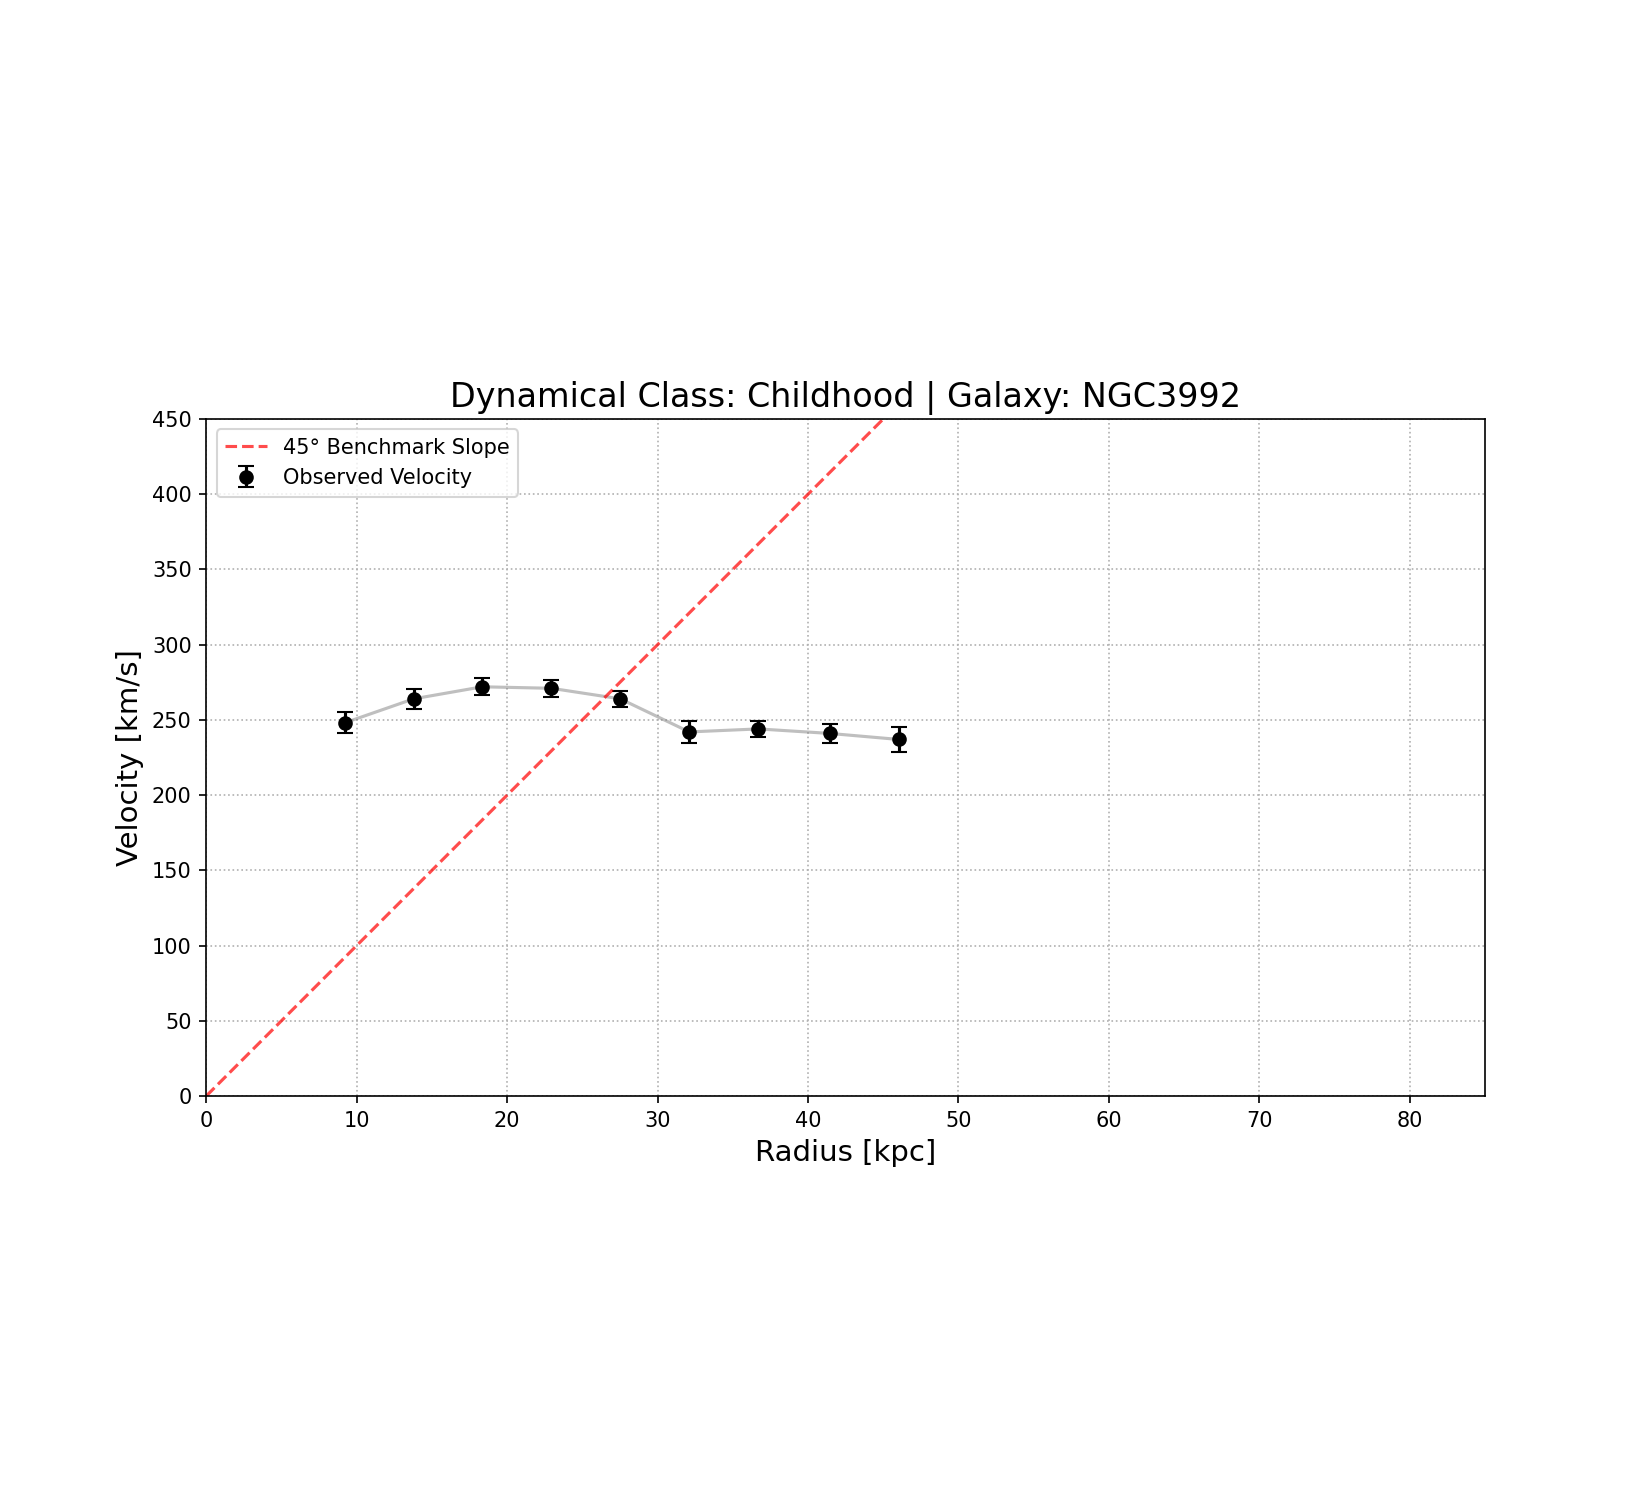 Dynamical Class: Childhood | Galaxy: NGC3992
45° Benchmark Slope
Observed Velocity
Velocity [km/s]
450
400
350
300
250
200
150
100
50
0
0 10 20 30 40 50 60 70 80
Radius [kpc]